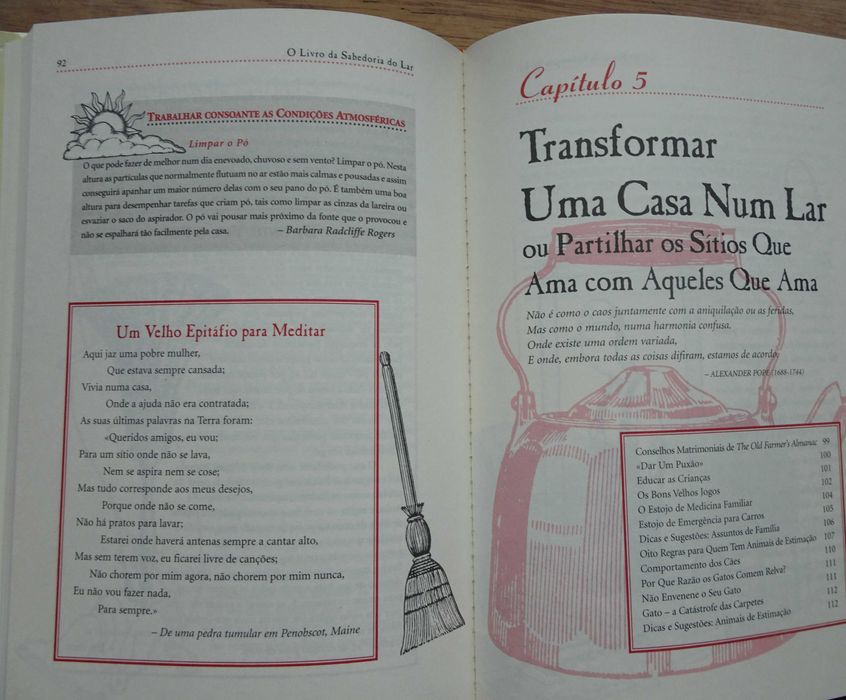 92
O Livro da Sabedoria do Lar
Trabalhar consoante as Condições Atmosféricas
Limpar o Pó
O que pode fazer de melhor num dia enevoado, chuvoso e sem vento? Limpar o pó. Nesta
altura as partículas que normalmente flutuam no ar estão mais calmas e pousadas e assim
conseguirá apanhar um maior número delas com o seu pano do pó. É também uma boa
altura para desempenhar tarefas que criam pó, tais como limpar as cinzas da lareira ou
esvaziar o saco do aspirador. O pó vai pousar mais próximo da fonte que o provocou e
não se espalhará tão facilmente pela casa.
– Barbara Radcliffe Rogers
Um Velho Epitáfio para Meditar
Aqui jaz uma pobre mulher,
Que estava sempre cansada;
Vivia numa casa,
Onde a ajuda não era contratada;
As suas últimas palavras na Terra foram:
«Queridos amigos, eu vou;
Para um sítio onde não se lava,
Nem se aspira nem se cose;
Mas tudo corresponde aos meus desejos,
Porque onde não se come,
Não há pratos para lavar;
Estarei onde haverá antenas sempre a cantar alto,
Mas sem terem voz, eu ficarei livre de canções;
Não chorem por mim agora, não chorem por mim nunca,
Eu não vou fazer nada,
Para sempre.»
– De uma pedra tumular em Penobscot, Maine
Capítulo 5
Transformar
Uma Casa Num Lar
ou Partilhar os Sítios Que
Ama com Aqueles Que Ama
Não é como o caos juntamente com a aniquilação ou as feridas,
Mas como o mundo, numa harmonia confusa.
Onde existe uma ordem variada,
E onde, embora todas as coisas difiram, estamos de acordo.
– ALEXANDER POPE (1688-1744)
Conselhos Matrimoniais de The Old Farmer's Almanac 99
«Dar Um Puxão» 100
Educar as Crianças 101
Os Bons Velhos Jogos 102
O Estojo de Medicina Familiar 104
Estojo de Emergência para Carros 105
Dicas e Sugestões: Assuntos de Família 106
Oito Regras para Quem Tem Animais de Estimação 107
Comportamento dos Cães 110
Por Que Razão os Gatos Comem Relva? 111
Não Envenene o Seu Gato 111
Gato – a Catástrofe das Carpetes 112
Dicas e Sugestões: Animais de Estimação 112